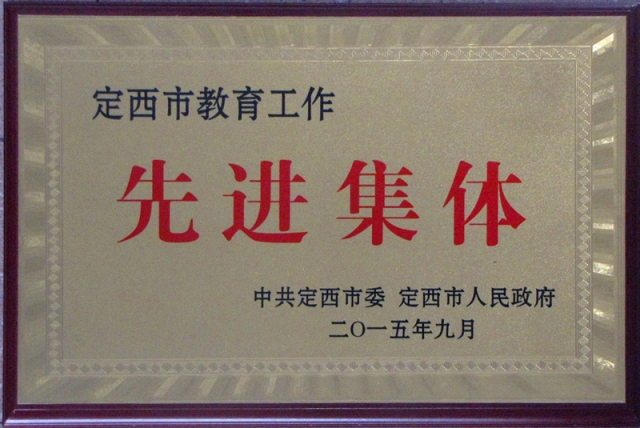 定西市教育工作
先进集体
中共定西市委 定西市人民政府
二〇一五年九月